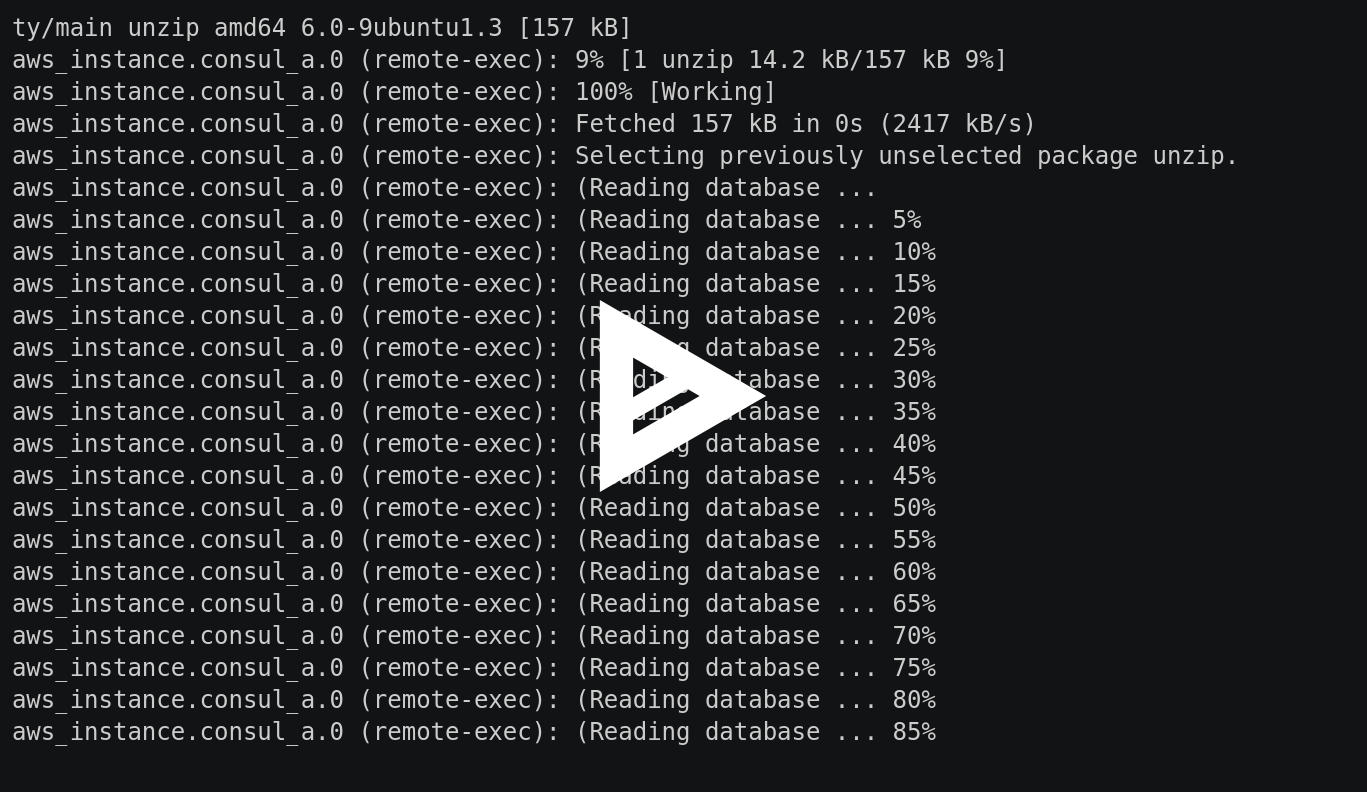 ty/main unzip amd64 6.0-9ubuntu1.3 [157 kB]
aws_instance.consul_a.0 (remote-exec): 9% [1 unzip 14.2 kB/157 kB 9%]
aws_instance.consul_a.0 (remote-exec): 100% [Working]
aws_instance.consul_a.0 (remote-exec): Fetched 157 kB in 0s (2417 kB/s)
aws_instance.consul_a.0 (remote-exec): Selecting previously unselected package unzip.
aws_instance.consul_a.0 (remote-exec): (Reading database ...
aws_instance.consul_a.0 (remote-exec): (Reading database ... 5%
aws_instance.consul_a.0 (remote-exec): (Reading database ... 10%
aws_instance.consul_a.0 (remote-exec): (Reading database ... 15%
aws_instance.consul_a.0 (remote-exec): (Reading database ... 20%
aws_instance.consul_a.0 (remote-exec): (Reading database ... 25%
aws_instance.consul_a.0 (remote-exec): (Reading database ... 30%
aws_instance.consul_a.0 (remote-exec): (Reading database ... 35%
aws_instance.consul_a.0 (remote-exec): (Reading database ... 40%
aws_instance.consul_a.0 (remote-exec): (Reading database ... 45%
aws_instance.consul_a.0 (remote-exec): (Reading database ... 50%
aws_instance.consul_a.0 (remote-exec): (Reading database ... 55%
aws_instance.consul_a.0 (remote-exec): (Reading database ... 60%
aws_instance.consul_a.0 (remote-exec): (Reading database ... 65%
aws_instance.consul_a.0 (remote-exec): (Reading database ... 70%
aws_instance.consul_a.0 (remote-exec): (Reading database ... 75%
aws_instance.consul_a.0 (remote-exec): (Reading database ... 80%
aws_instance.consul_a.0 (remote-exec): (Reading database ... 85%